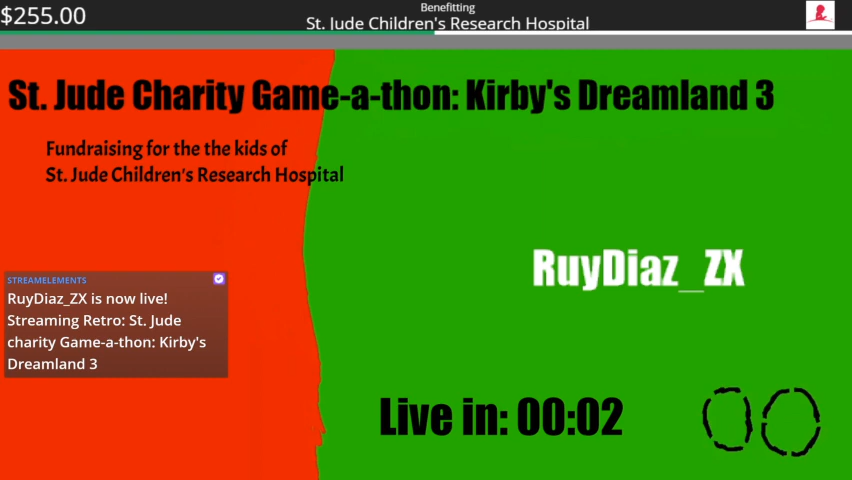 $255.00
Benefitting
St. Jude Children's Research Hospital
St. Jude Charity Game-a-thon: Kirby's Dreamland 3
Fundraising for the the kids of
St. Jude Children's Research Hospital
RuyDiaz_ZX
STREAMELEMENTS
RuyDiaz_ZX is now live!
Streaming Retro: St. Jude
charity Game-a-thon: Kirby's
Dreamland 3
Live in: 00:02
00